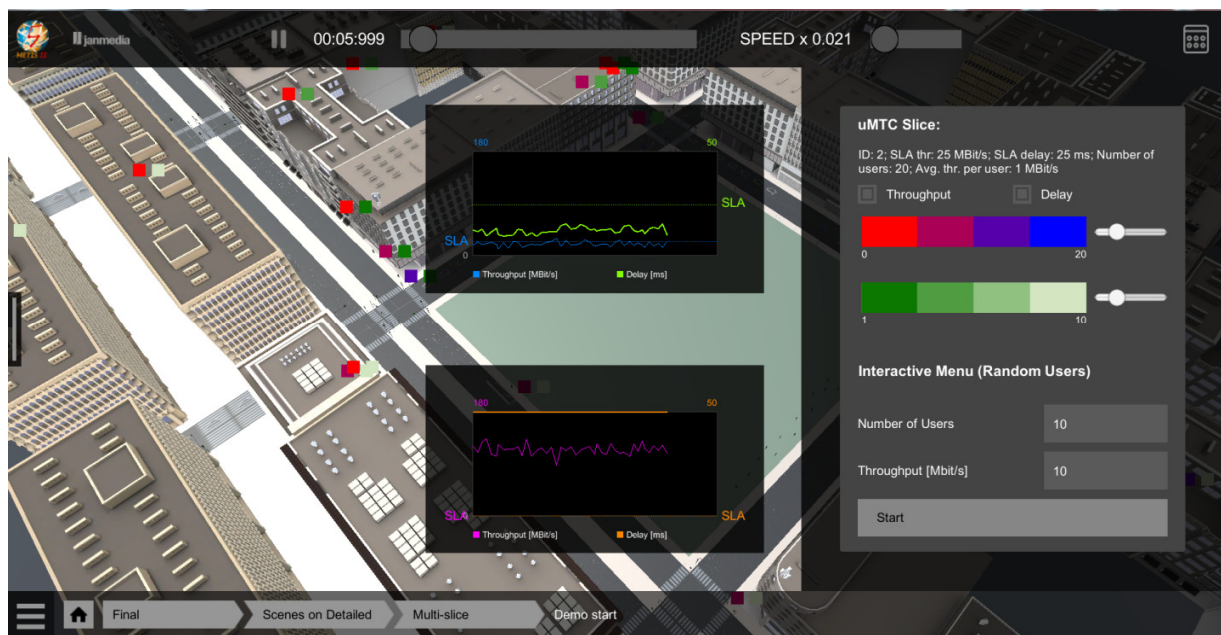 METIS II
janmedia
00:05:999
SPEED x 0.021
180
50
SLA
SLA
0
Throughput [MBit/s]
Delay [ms]
180
50
SLA
0
SLA
Throughput [MBit/s]
Delay [ms]
uMTC Slice:
ID: 2; SLA thr: 25 MBit/s; SLA delay: 25 ms; Number of
users: 20; Avg. thr. per user: 1 MBit/s
Throughput
Delay
0
20
1
10
Interactive Menu (Random Users)
Number of Users
10
Throughput [Mbit/s]
10
Start
Final
Scenes on Detailed
Multi-slice
Demo start